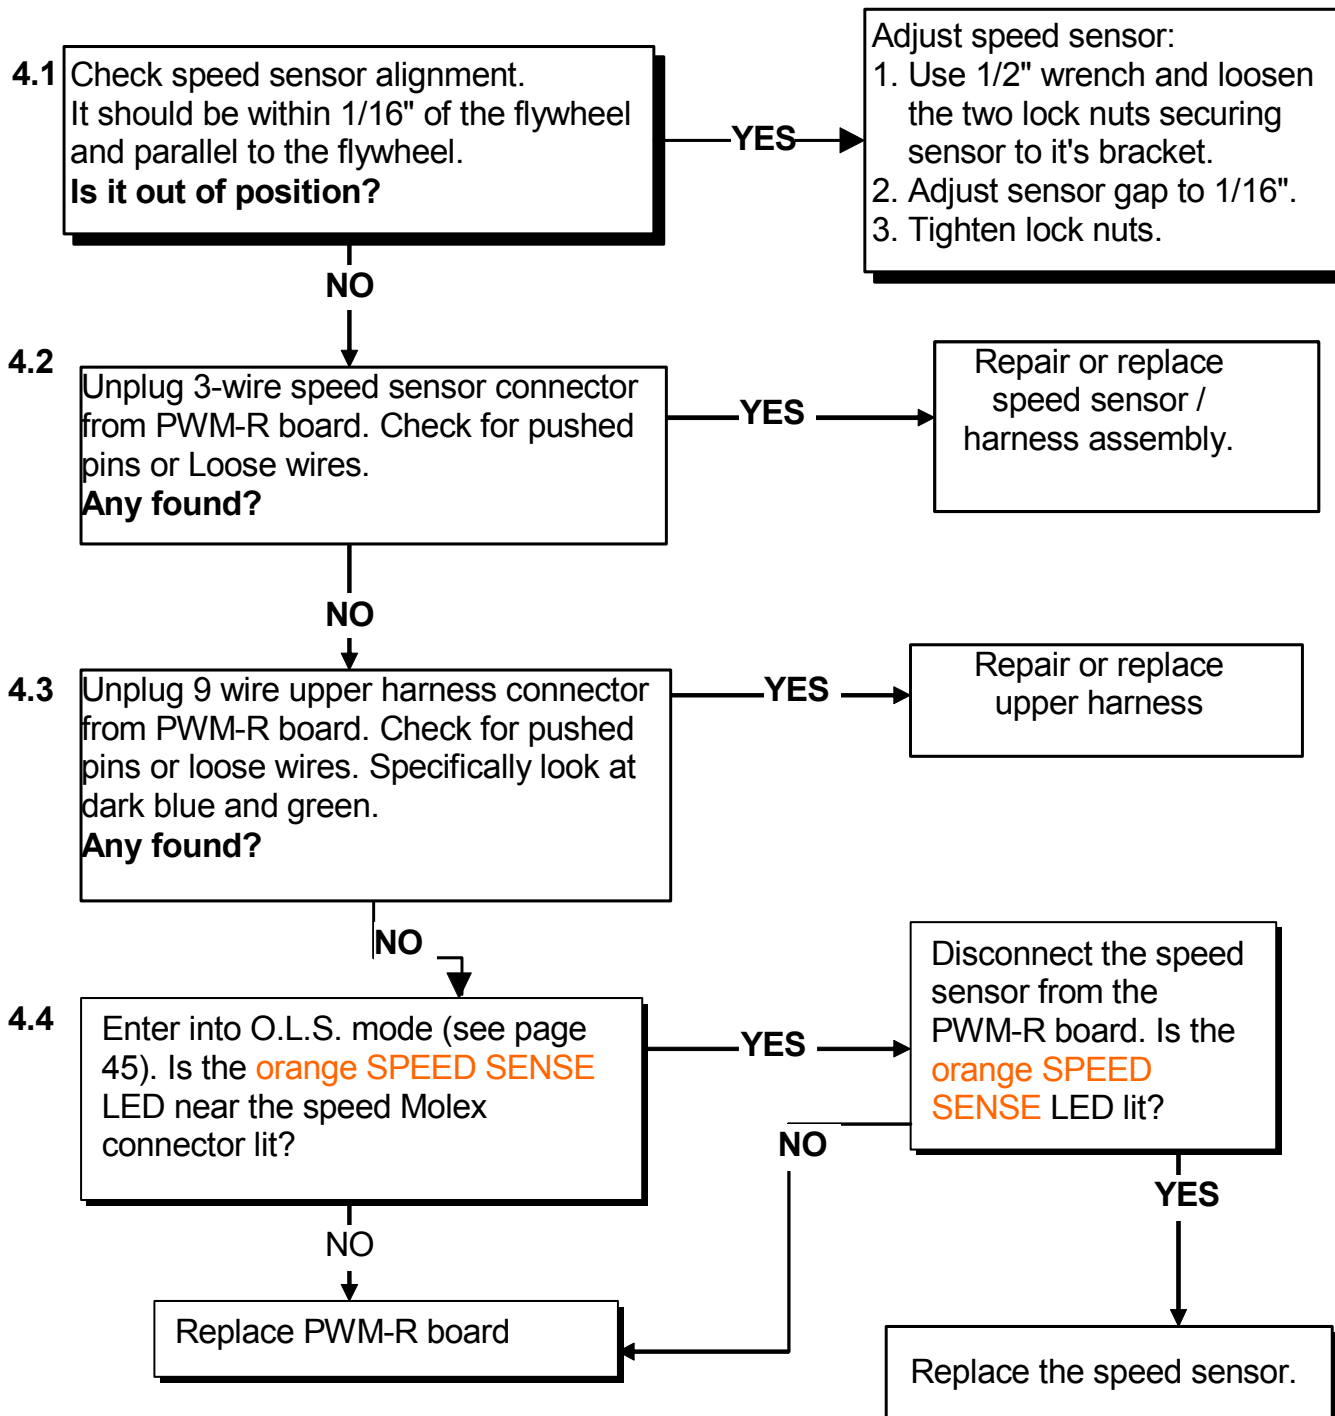 4.1
Check speed sensor alignment.
It should be within 1/16" of the flywheel
and parallel to the flywheel.
Is it out of position?
YES
Adjust speed sensor:
1. Use 1/2" wrench and loosen
the two lock nuts securing
sensor to it's bracket.
2. Adjust sensor gap to 1/16".
3. Tighten lock nuts.
NO
4.2
Unplug 3-wire speed sensor connector
from PWM-R board. Check for pushed
pins or Loose wires.
Any found?
YES
Repair or replace
speed sensor /
harness assembly.
NO
4.3
Unplug 9 wire upper harness connector
from PWM-R board. Check for pushed
pins or loose wires. Specifically look at
dark blue and green.
Any found?
YES
Repair or replace
upper harness
NO
4.4
Enter into O.L.S. mode (see page
45). Is the orange SPEED SENSE
LED near the speed Molex
connector lit?
YES
Disconnect the speed
sensor from the
PWM-R board. Is the
orange SPEED
SENSE LED lit?
NO
YES
NO
Replace PWM-R board
Replace the speed sensor.